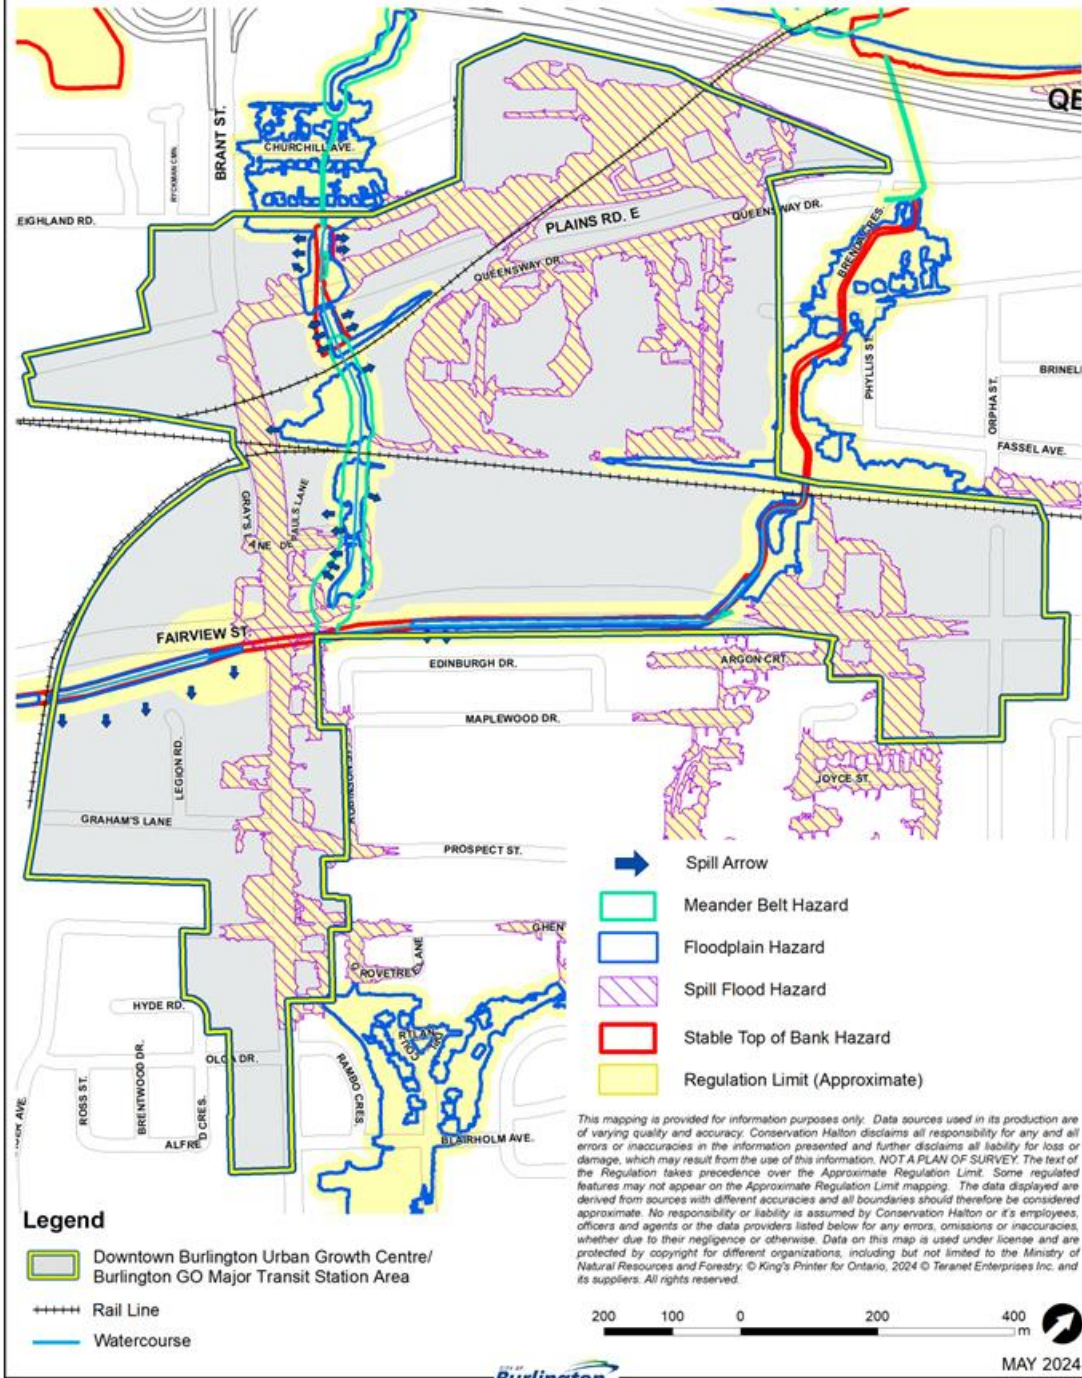 QE
BRANT ST.
CHURCHILL AVE.
RYCKMAN CMN.
EIGHLAND RD.
PLAINS RD. E
QUEENSWAY DR.
QUEENSWAY DR.
BRENDA CRES.
PHYLLIS ST.
ORPHA ST.
BRINEL
FASSEL AVE.
GRAY'S LANE
DE PAULS LANE
FAIRVIEW ST.
EDINBURGH DR.
ARGON CRT
MAPLEWOOD DR.
LEGION RD.
JOYCE ST.
GRAHAM'S LANE
PROSPECT ST.
GHEN
GROVETREE LANE
HYDE RD.
OLGA DR.
ROSS ST.
BRENTWOOD DR.
ALFRED CRES.
RAMBO CRES.
BLAIRHOLM AVE.
Spill Arrow
Meander Belt Hazard
Floodplain Hazard
Spill Flood Hazard
Stable Top of Bank Hazard
Regulation Limit (Approximate)
This mapping is provided for information purposes only. Data sources used in its production are
of varying quality and accuracy. Conservation Halton disclaims all responsibility for any and all
errors or inaccuracies in the information presented and further disclaims all liability for loss or
damage, which may result from the use of this information. NOT A PLAN OF SURVEY. The text of
the Regulation takes precedence over the Approximate Regulation Limit. Some regulated
features may not appear on the Approximate Regulation Limit mapping. The data displayed are
derived from sources with different accuracies and all boundaries should therefore be considered
approximate. No responsibility or liability is assumed by Conservation Halton or it's employees,
officers and agents or the data providers listed below for any errors, omissions or inaccuracies,
whether due to their negligence or otherwise. Data on this map is used under license and are
protected by copyright for different organizations, including but not limited to the Ministry of
Natural Resources and Forestry. © King's Printer for Ontario, 2024 © Teranet Enterprises Inc. and
its suppliers. All rights reserved.
Legend
Downtown Burlington Urban Growth Centre/
Burlington GO Major Transit Station Area
Rail Line
Watercourse
200 100 0 200 400
m
MAY 2024
CITY OF
Burlington